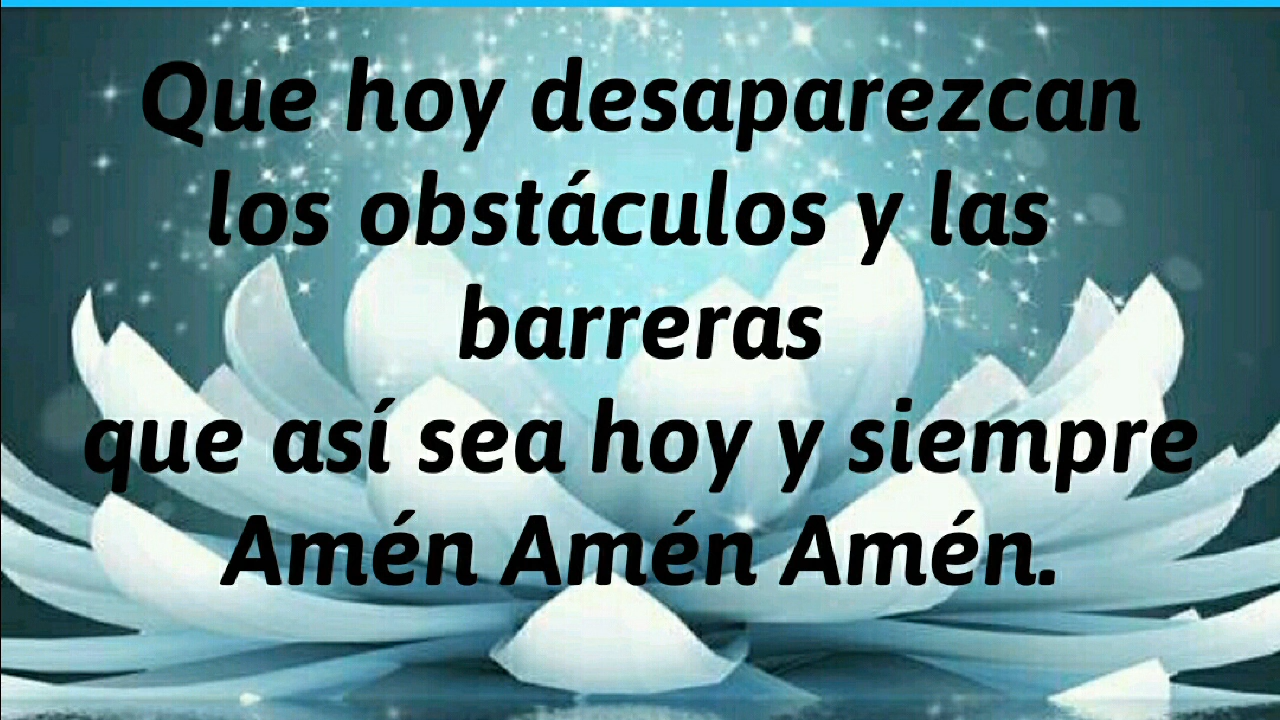 Que hoy desaparezcan
los obstáculos y las
barreras
que así sea hoy y siempre
Amén Amén Amén.